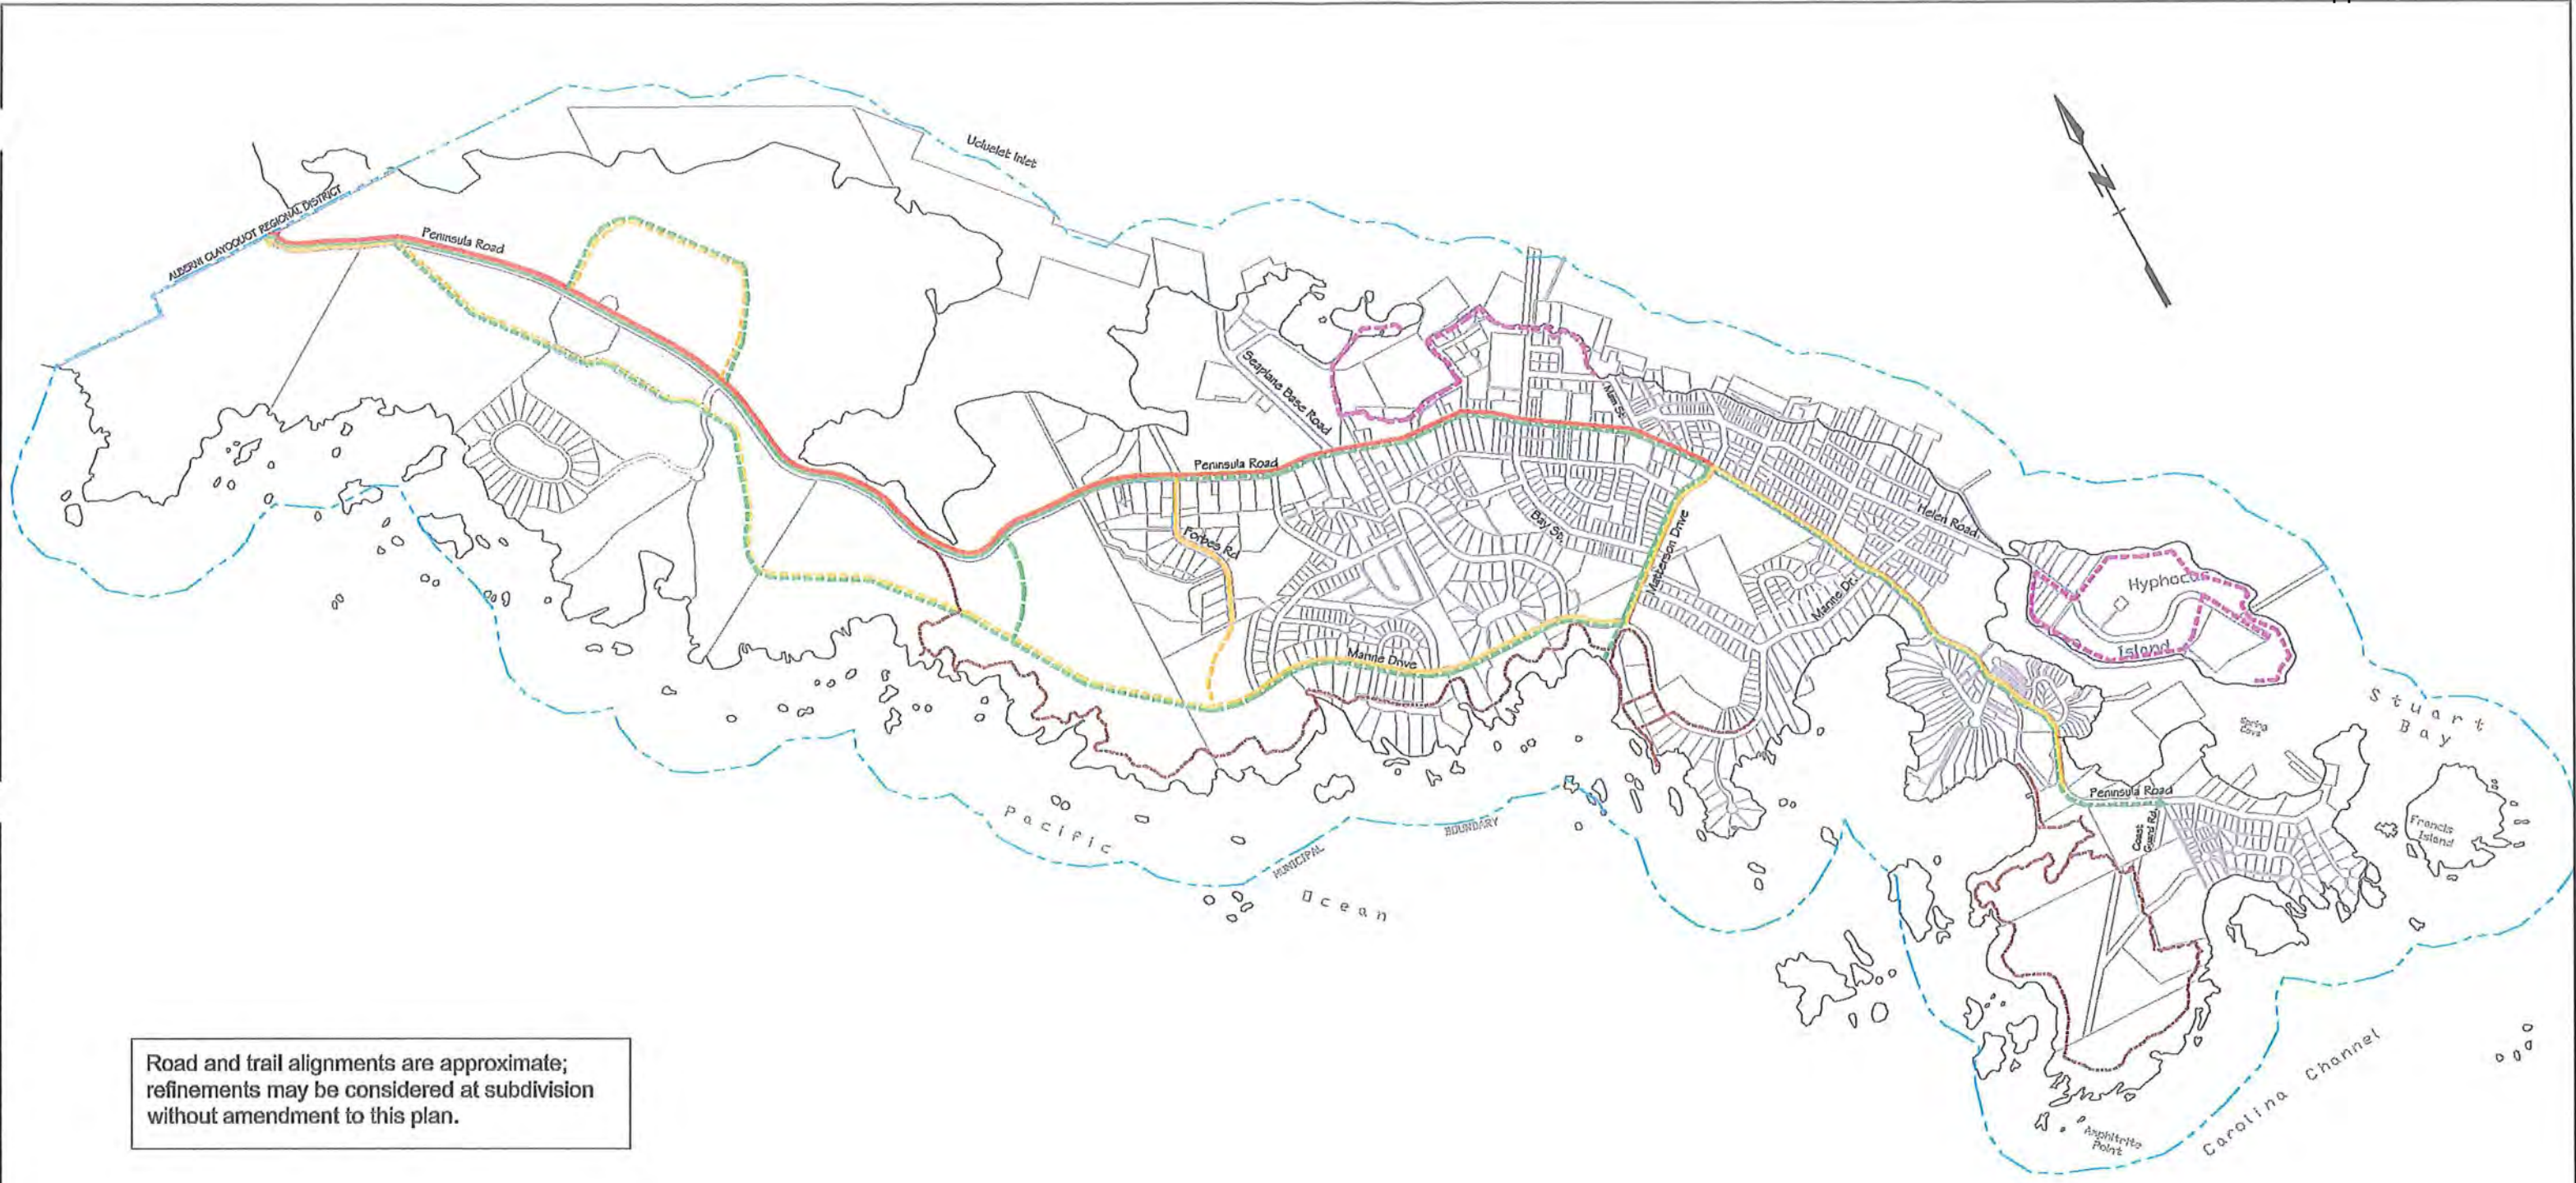 Ucluelet Inlet
ALBERNI CLAYOQUOT REGIONAL DISTRICT
Peninsula Road
Seaplane Base Road
Main St.
Peninsula Road
Bay St.
Forbes Rd
Matterson Drive
Helen Road
Marine Dr.
Marine Drive
Hyphocus
Island
Stuart
Bay
Spring
Cove
Peninsula Road
Coast
Guard Rd.
Francis
Island
Pacific
Ocean
MUNICIPAL
BOUNDARY
Carolina Channel
Amphitrite
Point
Road and trail alignments are approximate;
refinements may be considered at subdivision
without amendment to this plan.